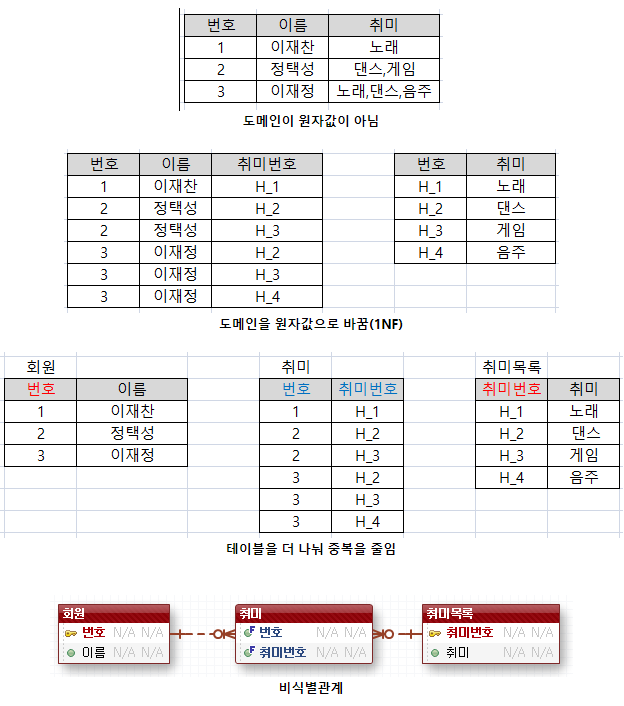 번호 이름 취미
1 이재찬 노래
2 정택성 댄스,게임
3 이재정 노래,댄스,음주
도메인이 원자값이 아님
번호 이름 취미번호 번호 취미
1 이재찬 H_1 H_1 노래
2 정택성 H_2 H_2 댄스
2 정택성 H_3 H_3 게임
3 이재정 H_2 H_4 음주
3 이재정 H_3
3 이재정 H_4
도메인을 원자값으로 바꿈(1NF)
회원 취미 취미목록
번호 이름 번호 취미번호 취미번호 취미
1 이재찬 1 H_1 H_1 노래
2 정택성 2 H_2 H_2 댄스
3 이재정 2 H_3 H_3 게임
3 H_2 H_4 음주
3 H_3
3 H_4
테이블을 더 나눠 중복을 줄임
회원 취미 취미목록
번호 N/A N/A 번호 N/A N/A 취미번호 N/A N/A
이름 N/A N/A 취미번호 N/A N/A 취미 N/A N/A
비식별관계